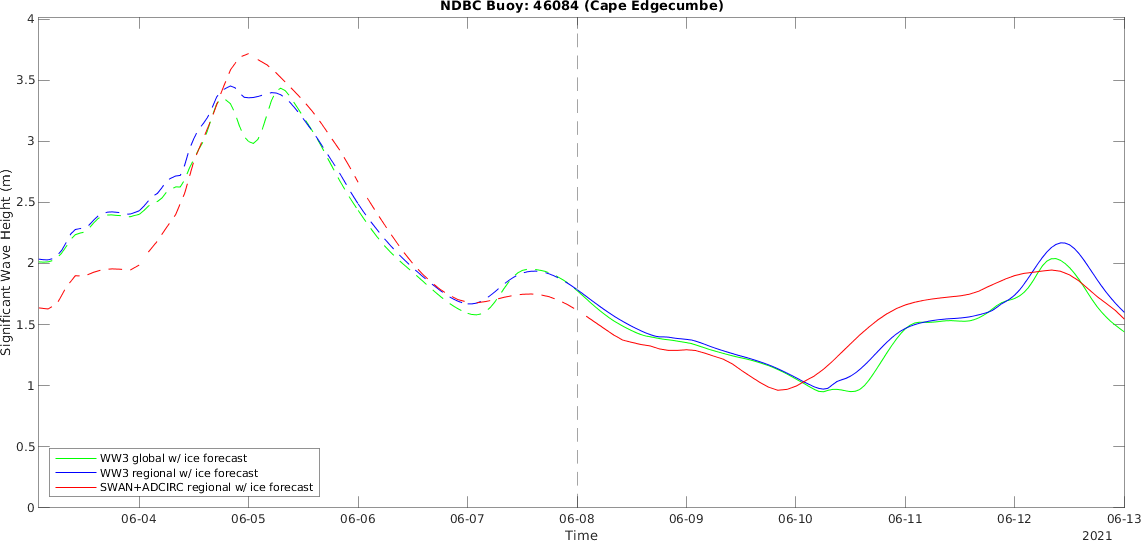 NDBC Buoy: 46084 (Cape Edgecumbe)
4
3.5
3
2.5
2
1.5
1
0.5
0
Significant Wave Height (m)
WW3 global w/ ice forecast
WW3 regional w/ ice forecast
SWAN+ADCIRC regional w/ ice forecast
06-04 06-05 06-06 06-07 06-08 06-09 06-10 06-11 06-12 06-13
Time
2021